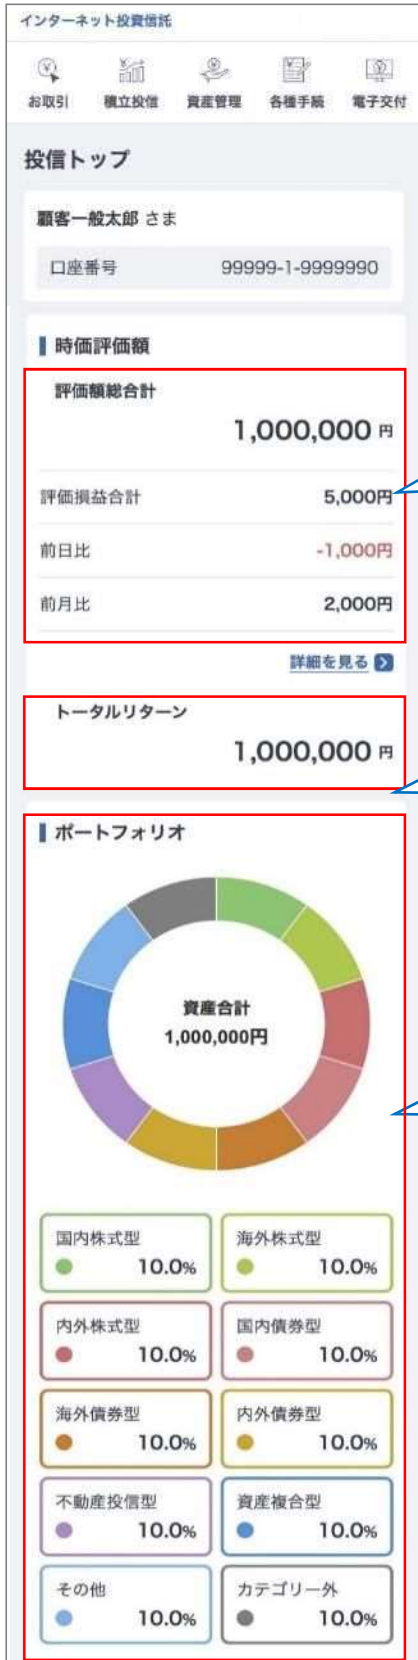 インターネット投資信託
お取引 積立投信 資産管理 各種手続 電子交付
投信トップ
顧客一般太郎 さま
口座番号 99999-1-9999990
時価評価額
評価額総合計
1,000,000 円
評価損益合計 5,000円
前日比 -1,000円
前月比 2,000円
詳細を見る
トータルリターン
1,000,000 円
ポートフォリオ
資産合計
1,000,000円
国内株式型 海外株式型
10.0% 10.0%
内外株式型 国内債券型
10.0% 10.0%
海外債券型 内外債券型
10.0% 10.0%
不動産投信型 資産複合型
10.0% 10.0%
その他 カテゴリー外
10.0% 10.0%